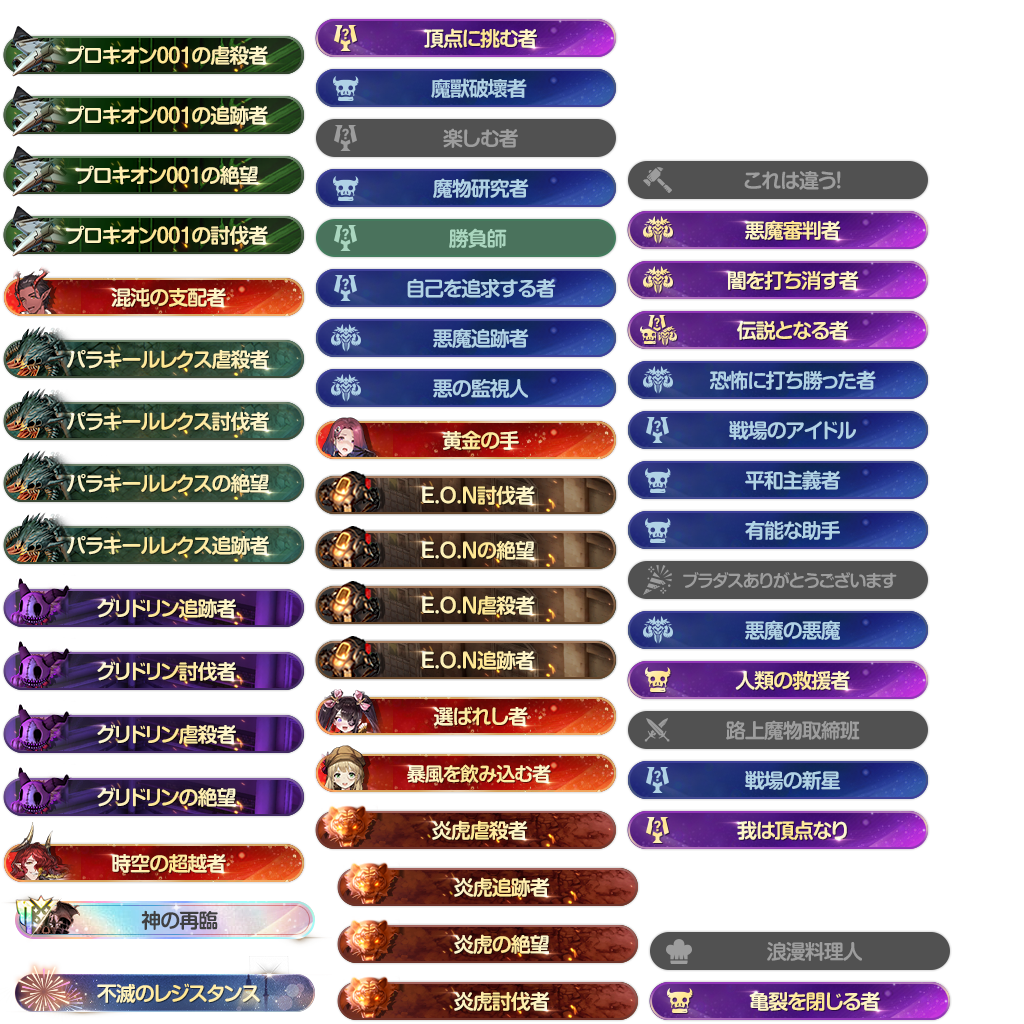 プロキオン001の虐殺者
プロキオン001の追跡者
プロキオン001の絶望
プロキオン001の討伐者
混沌の支配者
パラキールレクス虐殺者
パラキールレクス討伐者
パラキールレクスの絶望
パラキールレクス追跡者
グリドリン追跡者
グリドリン討伐者
グリドリン虐殺者
グリドリンの絶望
時空の超越者
神の再臨
不滅のレジスタンス
頂点に挑む者
魔獣破壊者
楽しむ者
魔物研究者
勝負師
自己を追求する者
悪魔追跡者
悪の監視人
黄金の手
E.O.N討伐者
E.O.Nの絶望
E.O.N虐殺者
E.O.N追跡者
選ばれし者
暴風を飲み込む者
炎虎虐殺者
炎虎追跡者
炎虎の絶望
炎虎討伐者
これは違う!
悪魔審判者
闇を打ち消す者
伝説となる者
恐怖に打ち勝った者
戦場のアイドル
平和主義者
有能な助手
ブラダスありがとうございます
悪魔の悪魔
人類の救援者
路上魔物取締班
戦場の新星
我は頂点なり
浪漫料理人
亀裂を閉じる者